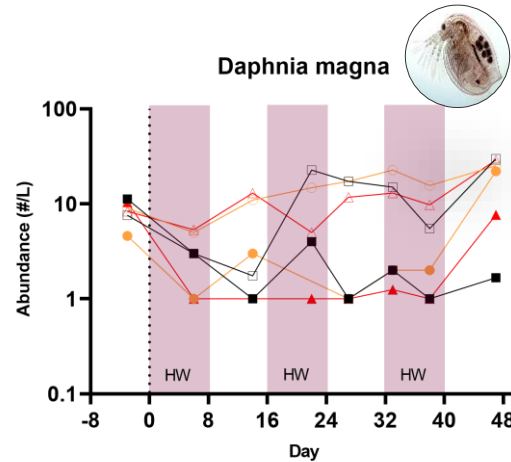 Daphnia magna
100
10
1
0.1
Abundance (#/L)
HW HW HW
-8 0 8 16 24 32 40 48
Day